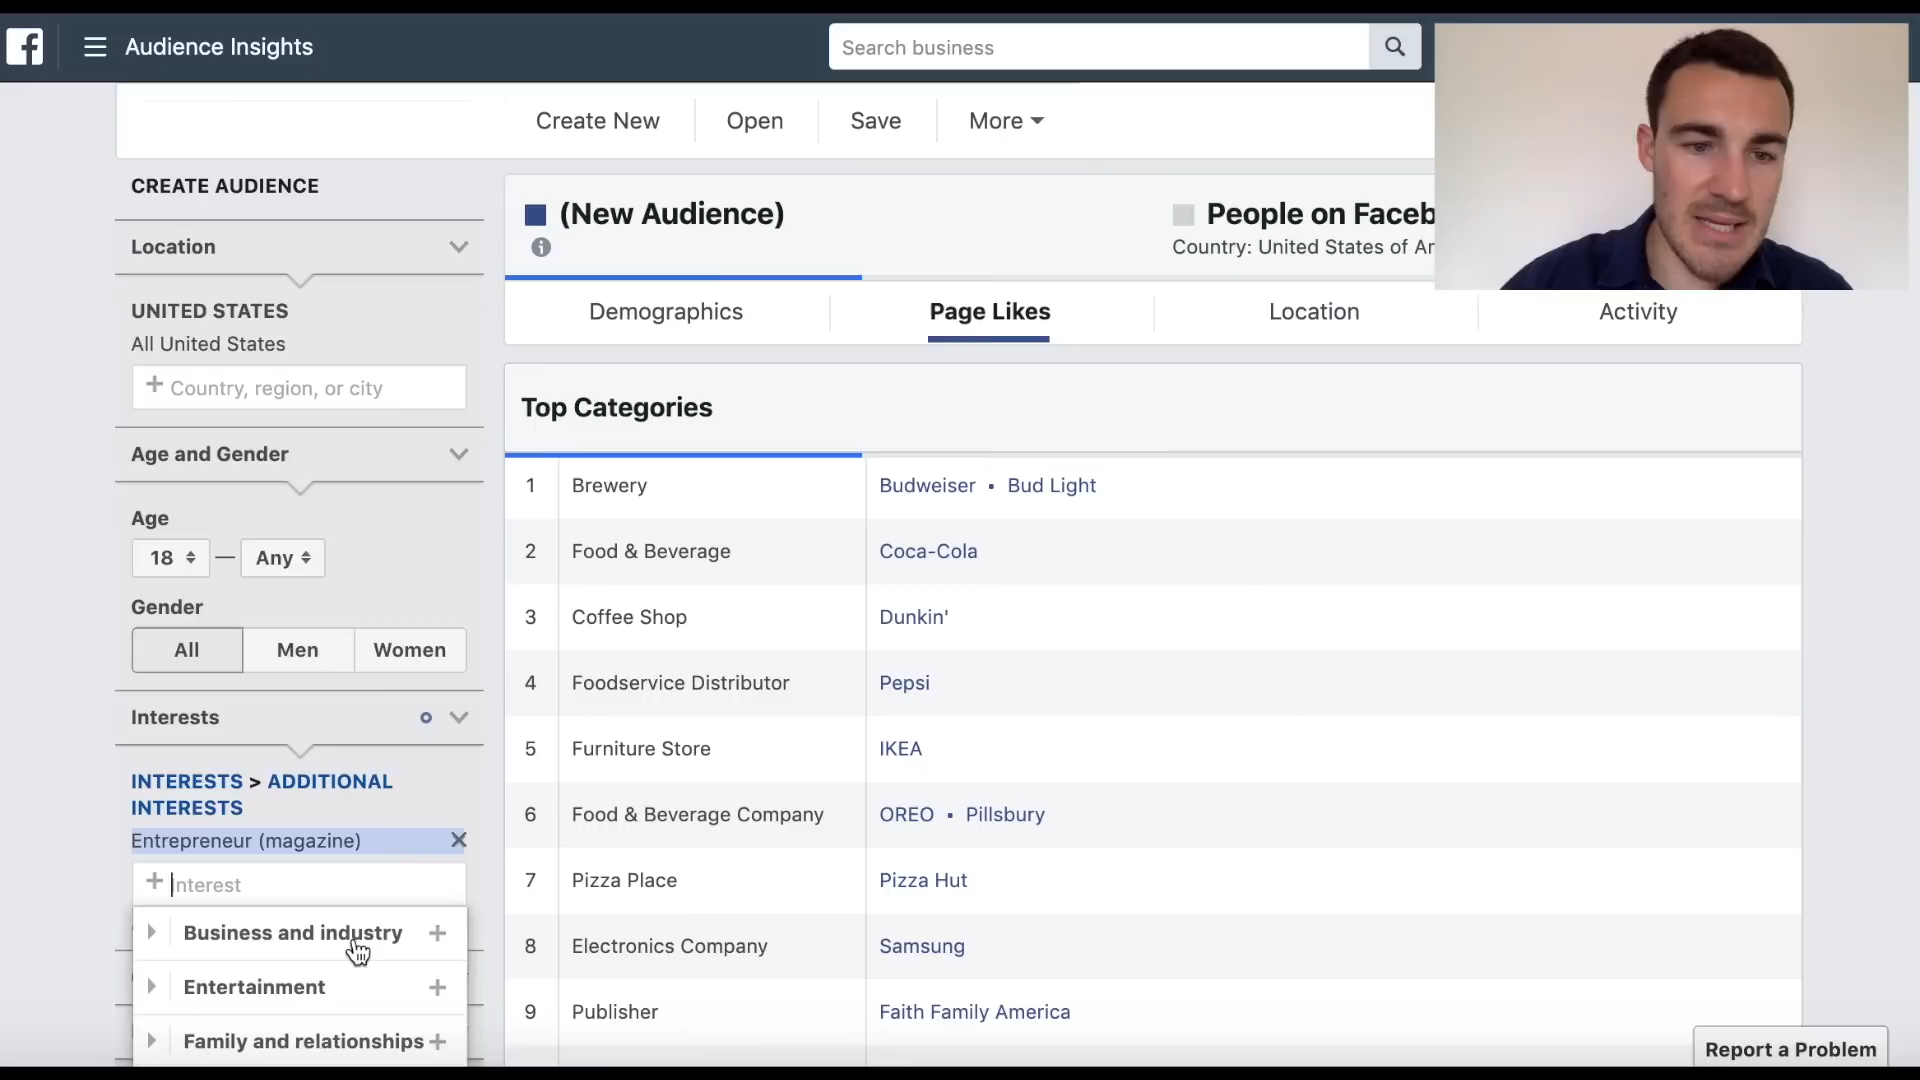 Audience Insights
Search business
Create New
Open
Save
More
CREATE AUDIENCE
Location
UNITED STATES
All United States
+ Country, region, or city
Age and Gender
Age
18 — Any
Gender
All
Men
Women
Interests
INTERESTS > ADDITIONAL
INTERESTS
Entrepreneur (magazine)
+ Interest
Business and industry +
Entertainment +
Family and relationships +
(New Audience)
People on Faceb
Country: United States of Am
Demographics
Page Likes
Location
Activity
Top Categories
1 Brewery Budweiser • Bud Light
2 Food & Beverage Coca-Cola
3 Coffee Shop Dunkin'
4 Foodservice Distributor Pepsi
5 Furniture Store IKEA
6 Food & Beverage Company OREO • Pillsbury
7 Pizza Place Pizza Hut
8 Electronics Company Samsung
9 Publisher Faith Family America
Report a Problem